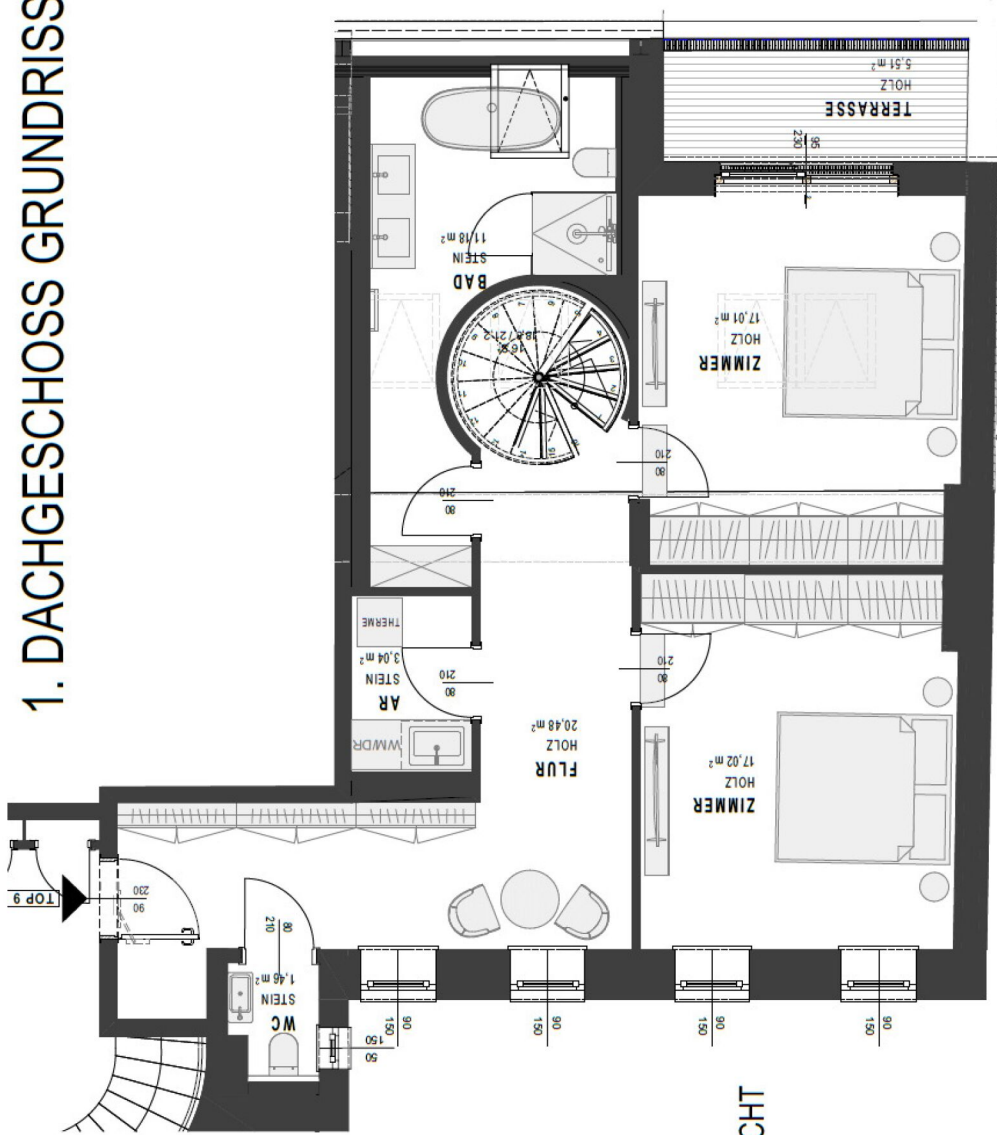 1. DACHGESCHOSS GRUNDRISS
TERRASSE
HOLZ
5,51 m²
95
230
BAD
STEIN
11,18 m²
ZIMMER
HOLZ
17,01 m²
80
210
80
210
THERME
AR
STEIN
3,04 m²
80
210
WM/DR
80
210
FLUR
HOLZ
20,48 m²
ZIMMER
HOLZ
17,02 m²
TOP 9
90
230
80
210
WC
STEIN
1,46 m²
50
150
90
150
90
150
90
150
90
150
CHT